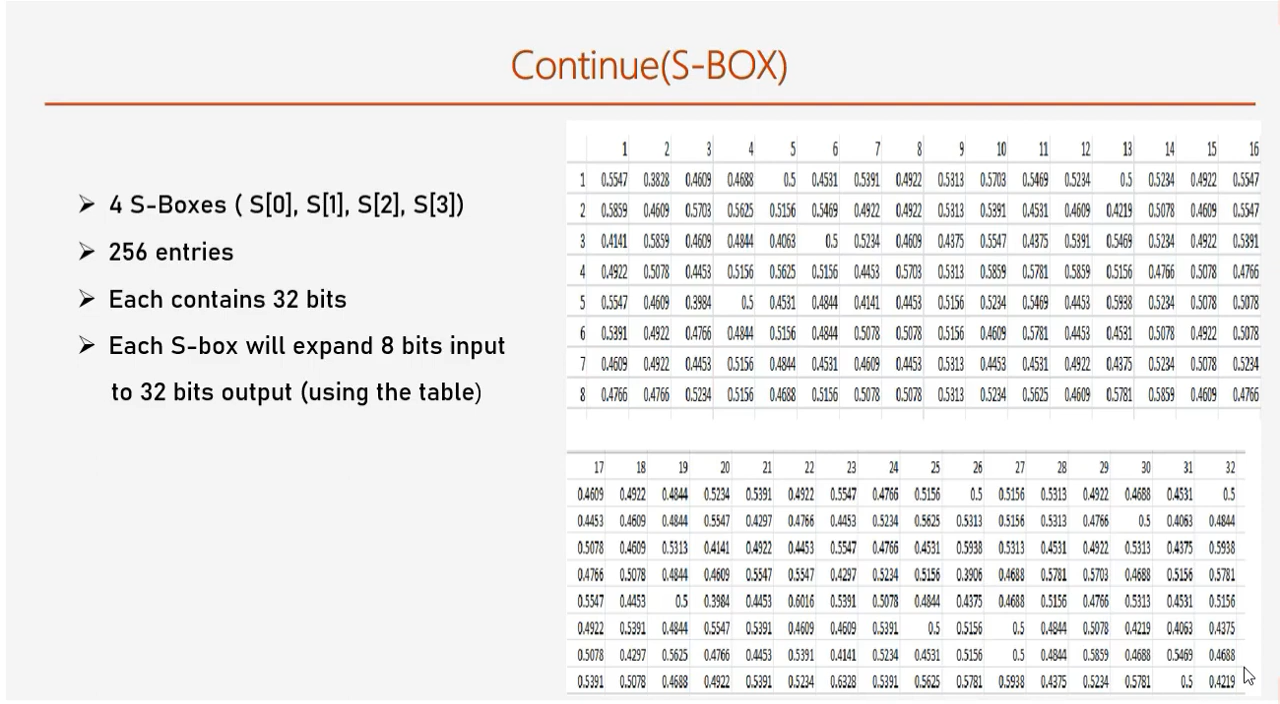 Continue(S-BOX)
➢ 4 S-Boxes ( S[0], S[1], S[2], S[3])
➢ 256 entries
➢ Each contains 32 bits
➢ Each S-box will expand 8 bits input
to 32 bits output (using the table)
1 2 3 4 5 6 7 8 9 10 11 12 13 14 15 16
1 0.5547 0.3828 0.4609 0.4688 0.5 0.4531 0.5391 0.4922 0.5313 0.5703 0.5469 0.5234 0.5 0.5234 0.4922 0.5547
2 0.5859 0.4609 0.5703 0.5625 0.5156 0.5469 0.4922 0.4922 0.5313 0.5391 0.4531 0.4609 0.4219 0.5078 0.4609 0.5547
3 0.4141 0.5859 0.4609 0.4844 0.4063 0.5 0.5234 0.4609 0.4375 0.5547 0.4375 0.5391 0.5469 0.5234 0.4922 0.5391
4 0.4922 0.5078 0.4453 0.5156 0.5625 0.5156 0.4453 0.5703 0.5313 0.5859 0.5781 0.5859 0.5156 0.4766 0.5078 0.4766
5 0.5547 0.4609 0.3984 0.5 0.4531 0.4844 0.4141 0.4453 0.5156 0.5234 0.5469 0.4453 0.5938 0.5234 0.5078 0.5078
6 0.5391 0.4922 0.4766 0.4844 0.5156 0.4844 0.5078 0.5078 0.5156 0.4609 0.5781 0.4453 0.4531 0.5078 0.4922 0.5078
7 0.4609 0.4922 0.4453 0.5156 0.4844 0.4531 0.4609 0.4453 0.5313 0.4453 0.4531 0.4922 0.4375 0.5234 0.5078 0.5234
8 0.4766 0.4766 0.5234 0.5156 0.4688 0.5156 0.5078 0.5078 0.5313 0.5234 0.5625 0.4609 0.5781 0.5859 0.4609 0.4766
17 18 19 20 21 22 23 24 25 26 27 28 29 30 31 32
0.4609 0.4922 0.4844 0.5234 0.5391 0.4922 0.5547 0.4766 0.5156 0.5 0.5156 0.5313 0.4922 0.4688 0.4531 0.5
0.4453 0.4609 0.4844 0.5547 0.4297 0.4766 0.4453 0.5234 0.5625 0.5313 0.5156 0.5313 0.4766 0.5 0.4063 0.4844
0.5078 0.4609 0.5313 0.4141 0.4922 0.4453 0.5547 0.4766 0.4531 0.5938 0.5313 0.4531 0.4922 0.5313 0.4375 0.5938
0.4766 0.5078 0.4844 0.4609 0.5547 0.5547 0.4297 0.5234 0.5156 0.3906 0.4688 0.5781 0.5703 0.4688 0.5156 0.5781
0.5547 0.4453 0.5 0.3984 0.4453 0.6016 0.5391 0.5078 0.4844 0.4375 0.4688 0.5156 0.4766 0.5313 0.4531 0.5156
0.4922 0.5391 0.4844 0.5547 0.5391 0.4609 0.4609 0.5391 0.5 0.5156 0.5 0.4844 0.5078 0.4219 0.4063 0.4375
0.5078 0.4297 0.5625 0.4766 0.4453 0.5391 0.4141 0.5234 0.4531 0.5156 0.5 0.4844 0.5859 0.4688 0.5469 0.4688
0.5391 0.5078 0.4688 0.4922 0.5391 0.5234 0.6328 0.5391 0.5625 0.5781 0.5938 0.4375 0.5234 0.5781 0.5 0.4219